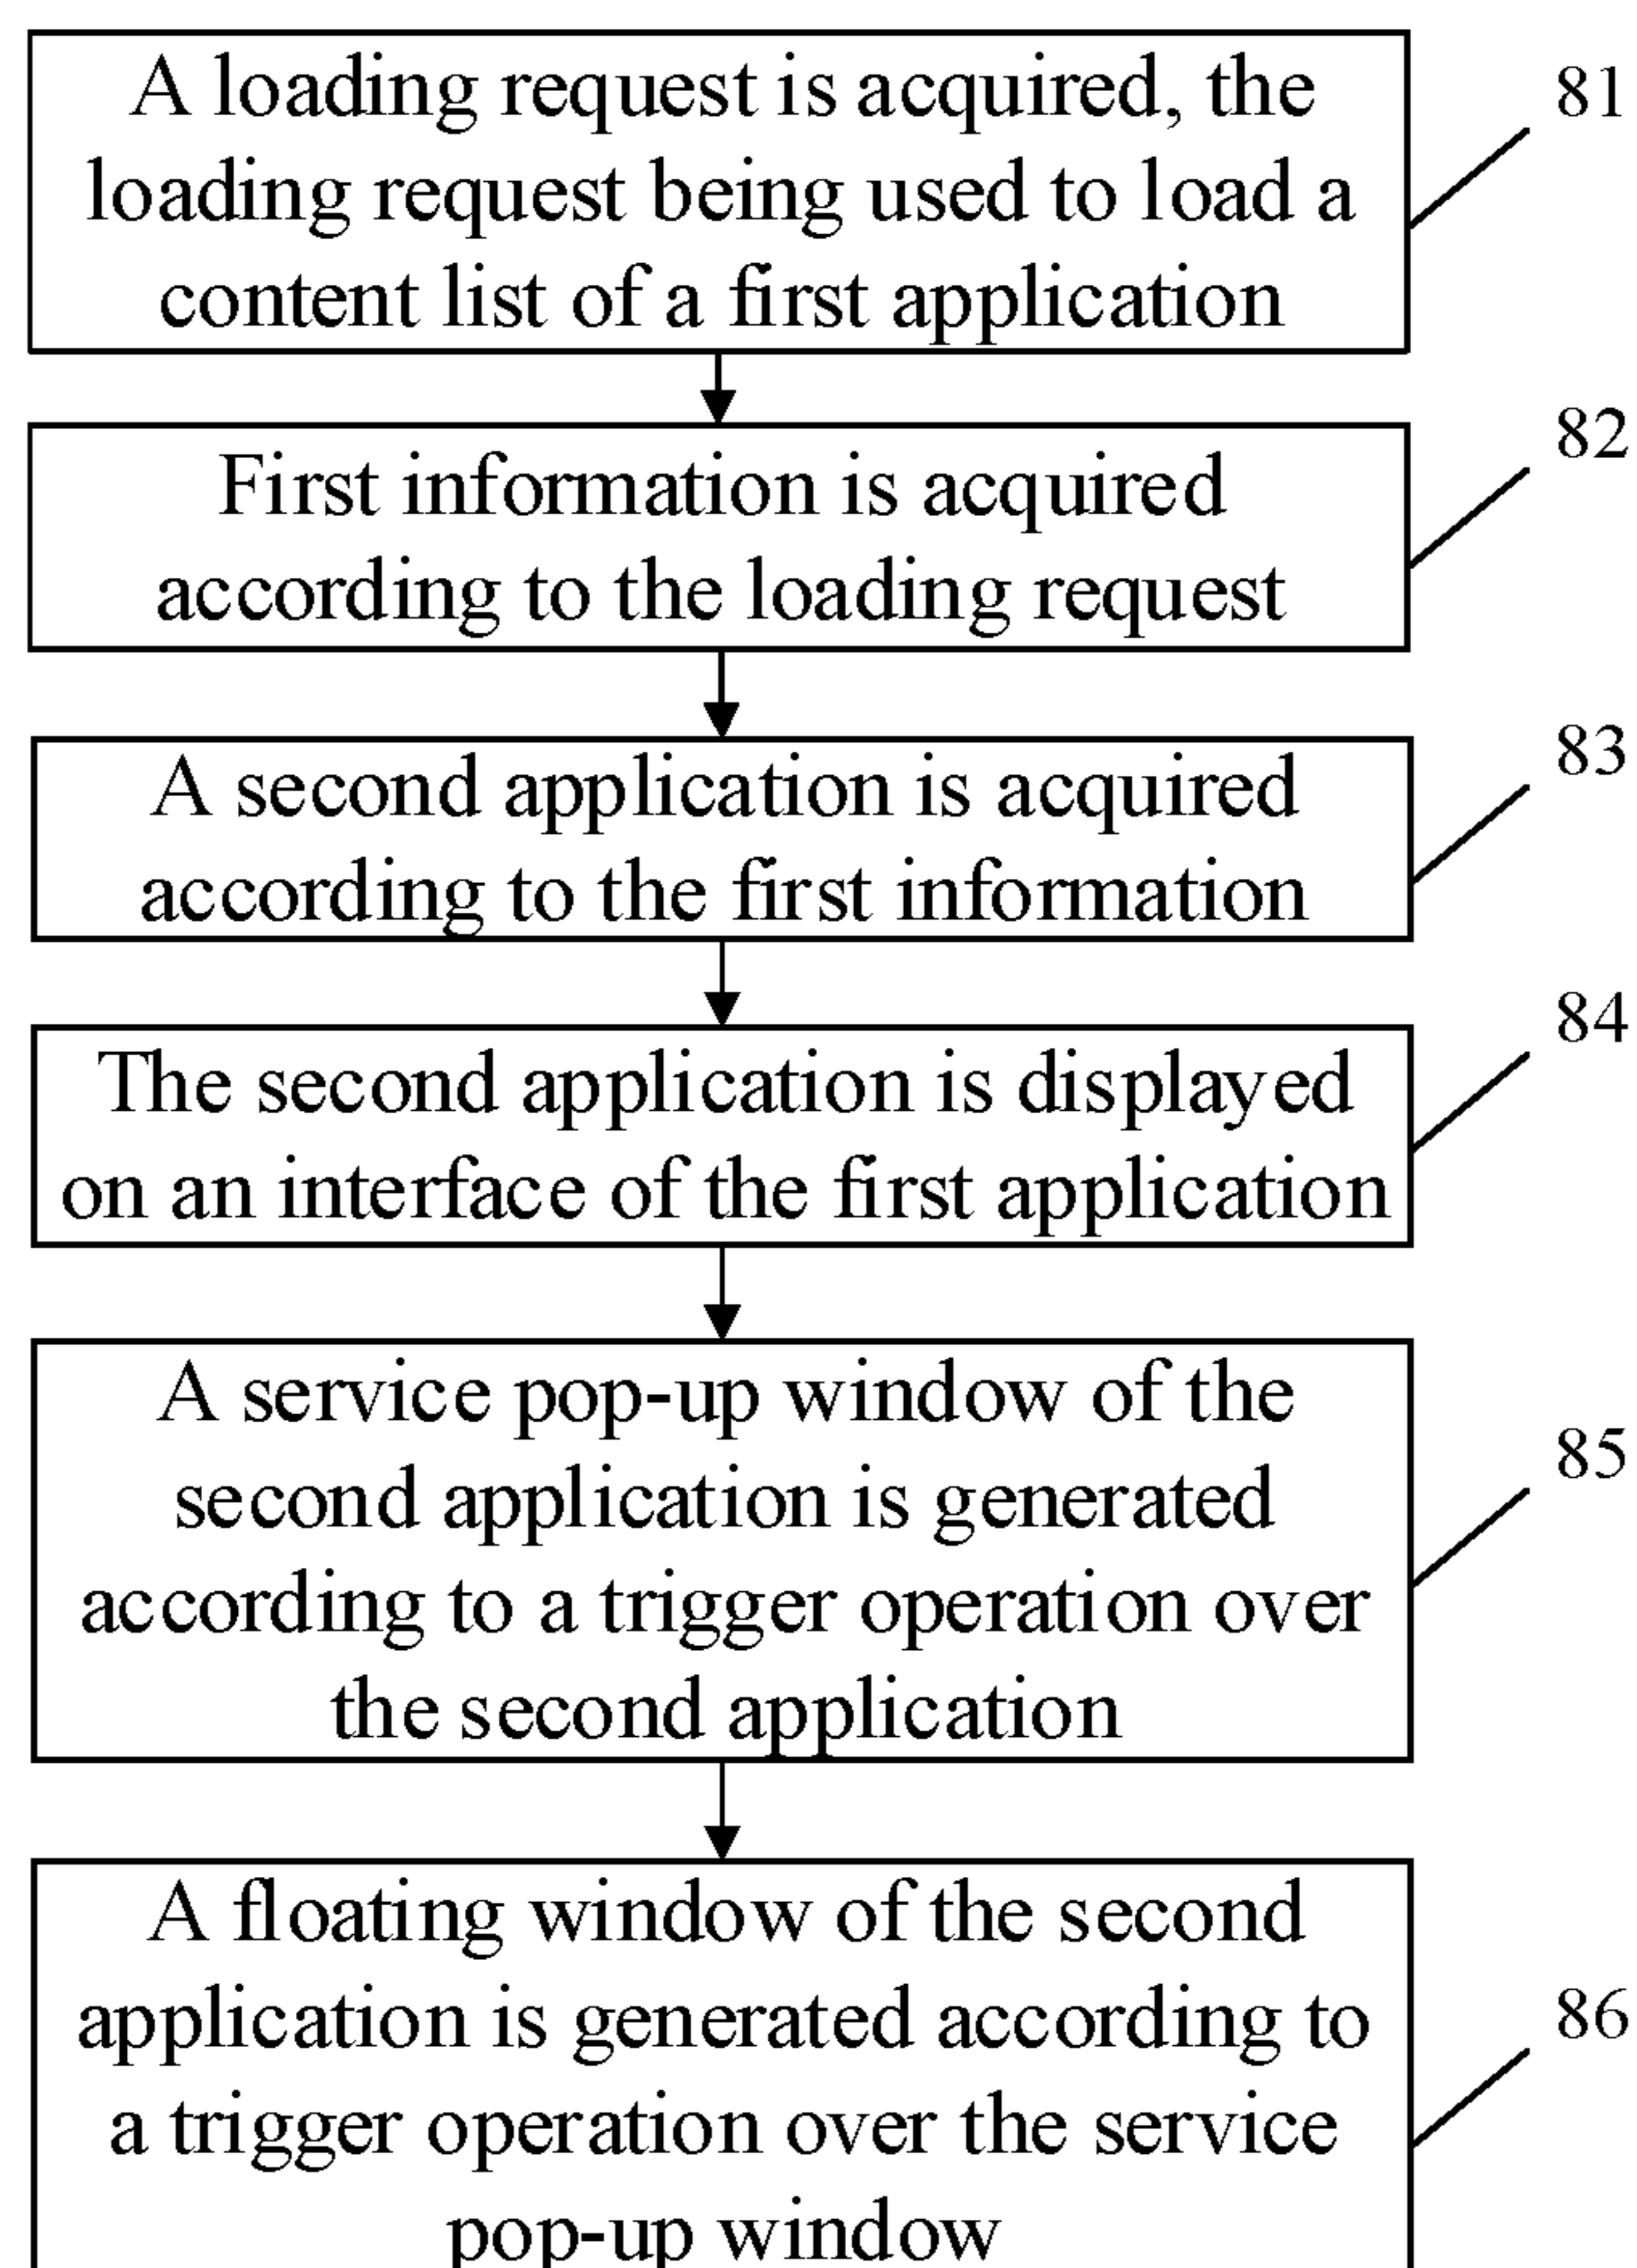 A loading request is acquired, the
loading request being used to load a
content list of a first application
81
First information is acquired
according to the loading request
82
A second application is acquired
according to the first information
83
The second application is displayed
on an interface of the first application
84
A service pop-up window of the
second application is generated
according to a trigger operation over
the second application
85
A floating window of the second
application is generated according to
a trigger operation over the service
pop-up window
86